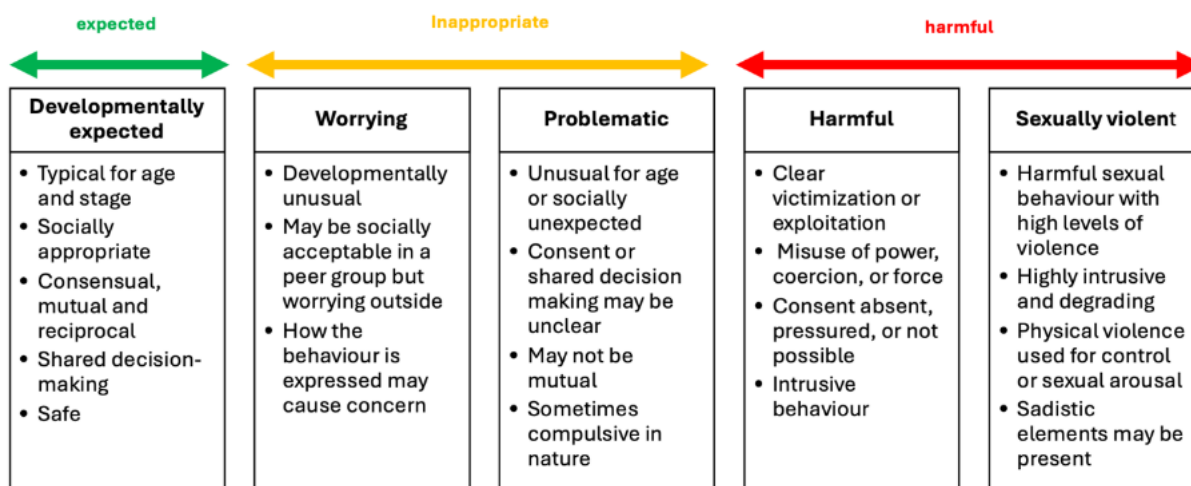 expected
Inappropriate
harmful
Developmentally
expected
• Typical for age
and stage
• Socially
appropriate
• Consensual,
mutual and
reciprocal
• Shared decision-
making
• Safe
Worrying
• Developmentally
unusual
• May be socially
acceptable in a
peer group but
worrying outside
• How the
behaviour is
expressed may
cause concern
Problematic
• Unusual for age
or socially
unexpected
• Consent or
shared decision
making may be
unclear
• May not be
mutual
• Sometimes
compulsive in
nature
Harmful
• Clear
victimization or
exploitation
• Misuse of power,
coercion, or force
• Consent absent,
pressured, or not
possible
• Intrusive
behaviour
Sexually violent
• Harmful sexual
behaviour with
high levels of
violence
• Highly intrusive
and degrading
• Physical violence
used for control
or sexual arousal
• Sadistic
elements may be
present